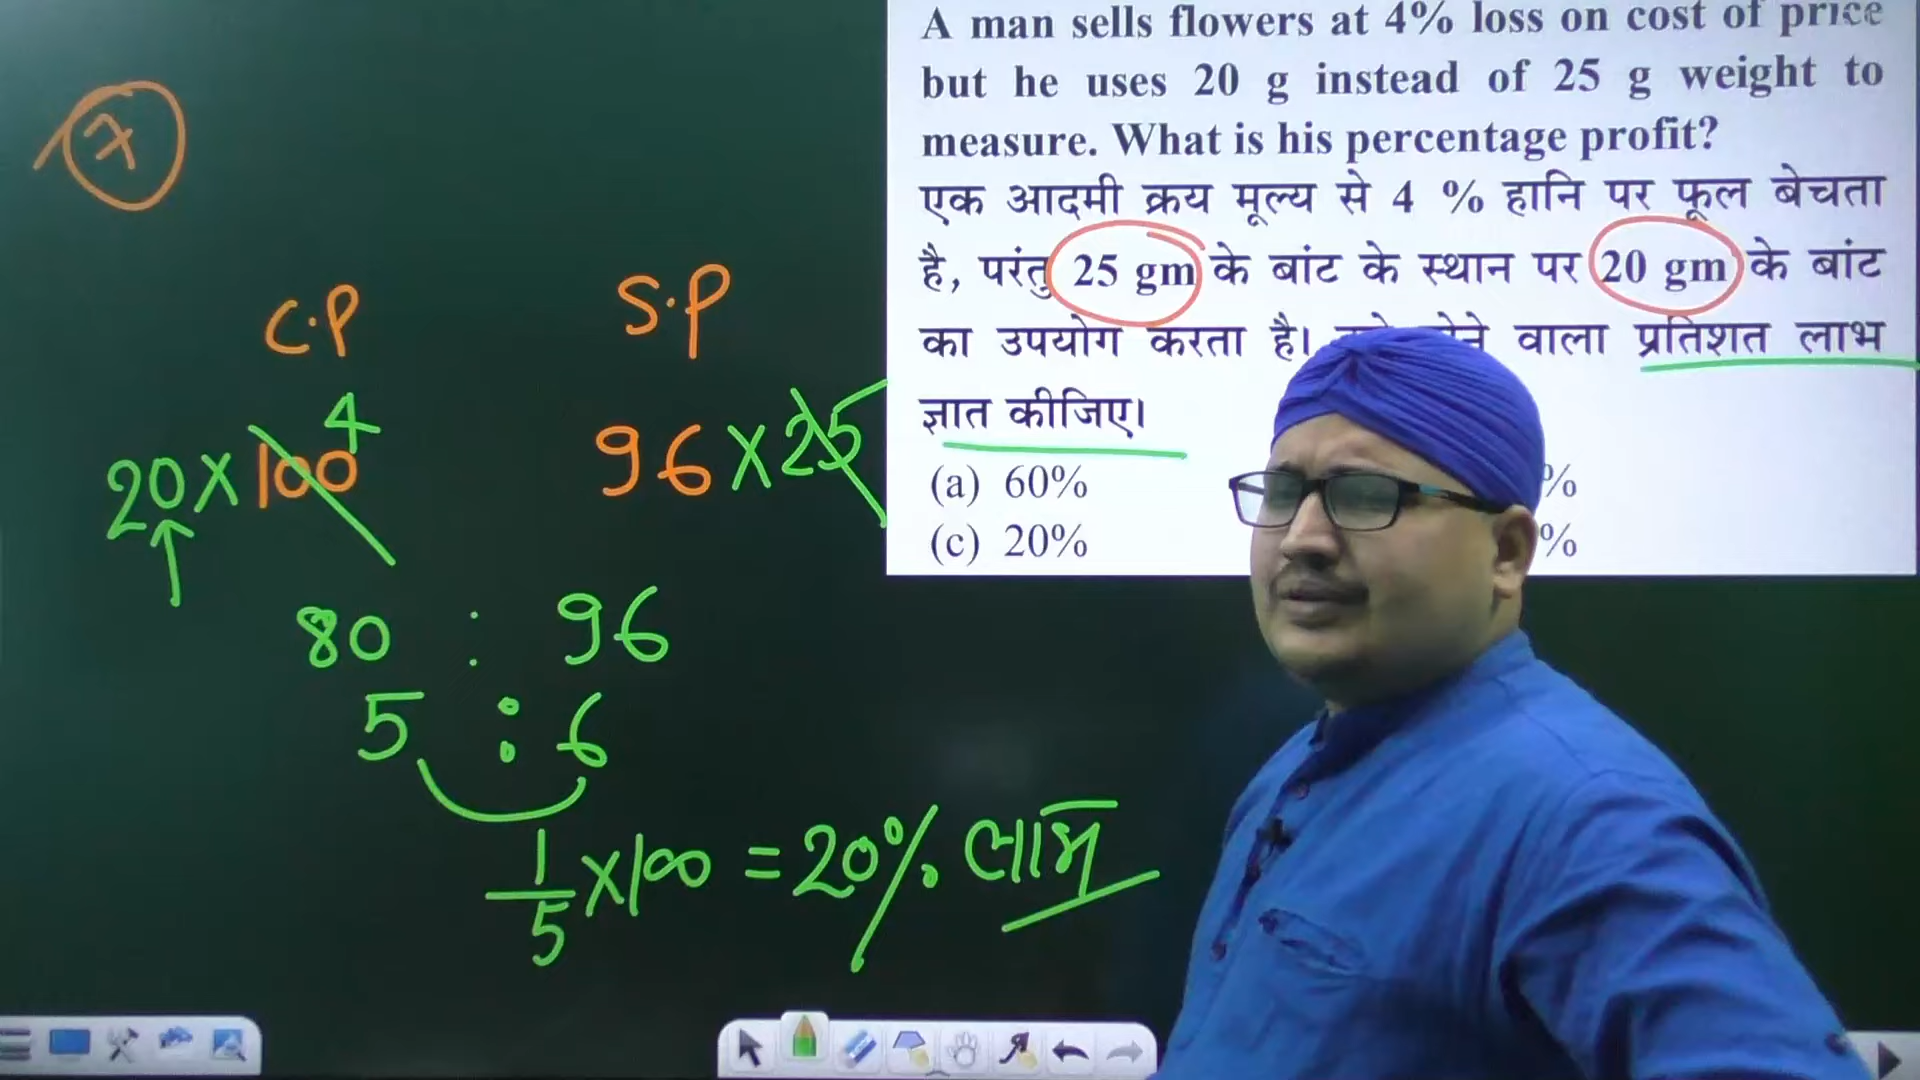 A man sells flowers at 4% loss on cost of price
but he uses 20 g instead of 25 g weight to
measure. What is his percentage profit?
एक आदमी क्रय मूल्य से 4 % हानि पर फूल बेचता
है, परंतु 25 gm के बांट के स्थान पर 20 gm के बांट
का उपयोग करता है। वाला प्रतिशत लाभ
ज्ञात कीजिए।
(a) 60% %
(c) 20% %
C.P S.P
4
20 X 100 96 X 25
80 : 96
5 : 6
1/5 X 100 = 20% लाभ